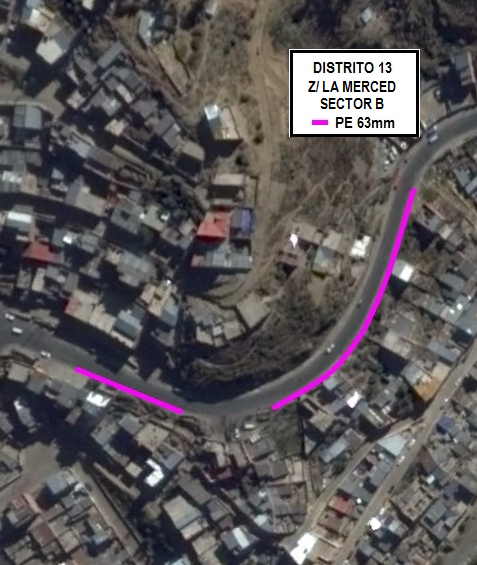 DISTRITO 13
Z/ LA MERCED
SECTOR B
PE 63mm